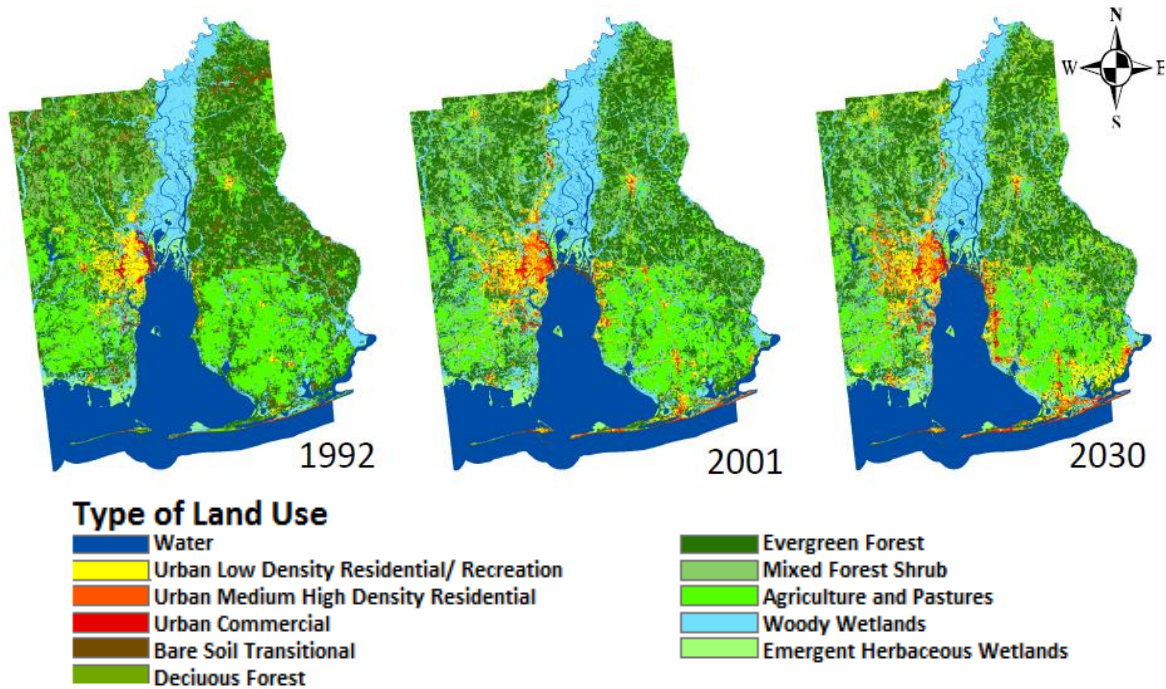 N
W E
S
1992
2001
2030
Type of Land Use
Water
Urban Low Density Residential/ Recreation
Urban Medium High Density Residential
Urban Commercial
Bare Soil Transitional
Deciuous Forest
Evergreen Forest
Mixed Forest Shrub
Agriculture and Pastures
Woody Wetlands
Emergent Herbaceous Wetlands